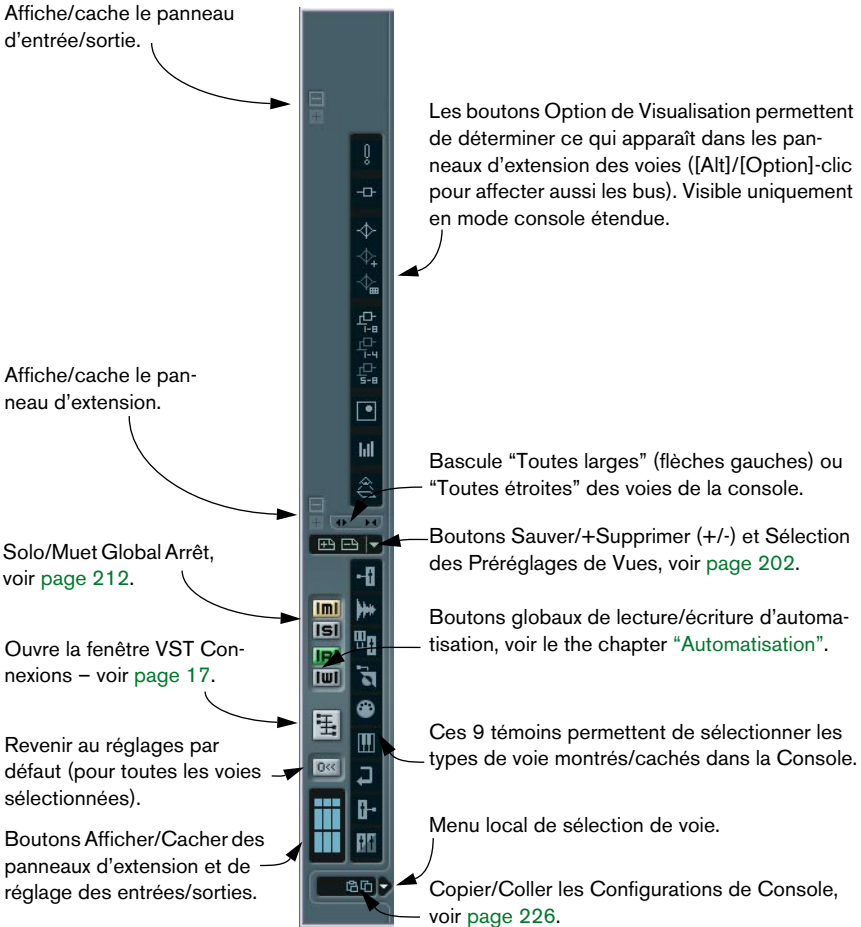 Affiche/cache le panneau
d'entrée/sortie.
Les boutons Option de Visualisation permettent
de déterminer ce qui apparaît dans les pan-
neaux d'extension des voies ([Alt]/[Option]-clic
pour affecter aussi les bus). Visible uniquement
en mode console étendue.
1-8
1-4
5-8
Affiche/cache le pan-
neau d'extension.
Bascule “Toutes larges” (flèches gauches) ou
“Toutes étroites” des voies de la console.
Boutons Sauver/+Supprimer (+/-) et Sélection
des Préréglages de Vues, voir page 202.
Solo/Muet Global Arrêt,
voir page 212.
m
s
R
w
Boutons globaux de lecture/écriture d'automa-
tisation, voir le the chapter “Automatisation”.
Ouvre la fenêtre VST Con-
nexions – voir page 17.
Ces 9 témoins permettent de sélectionner les
types de voie montrés/cachés dans la Console.
Revenir au réglages par
défaut (pour toutes les voies
sélectionnées).
0<<
Menu local de sélection de voie.
Boutons Afficher/Cacher des
panneaux d'extension et de
réglage des entrées/sorties.
Copier/Coller les Configurations de Console,
voir page 226.